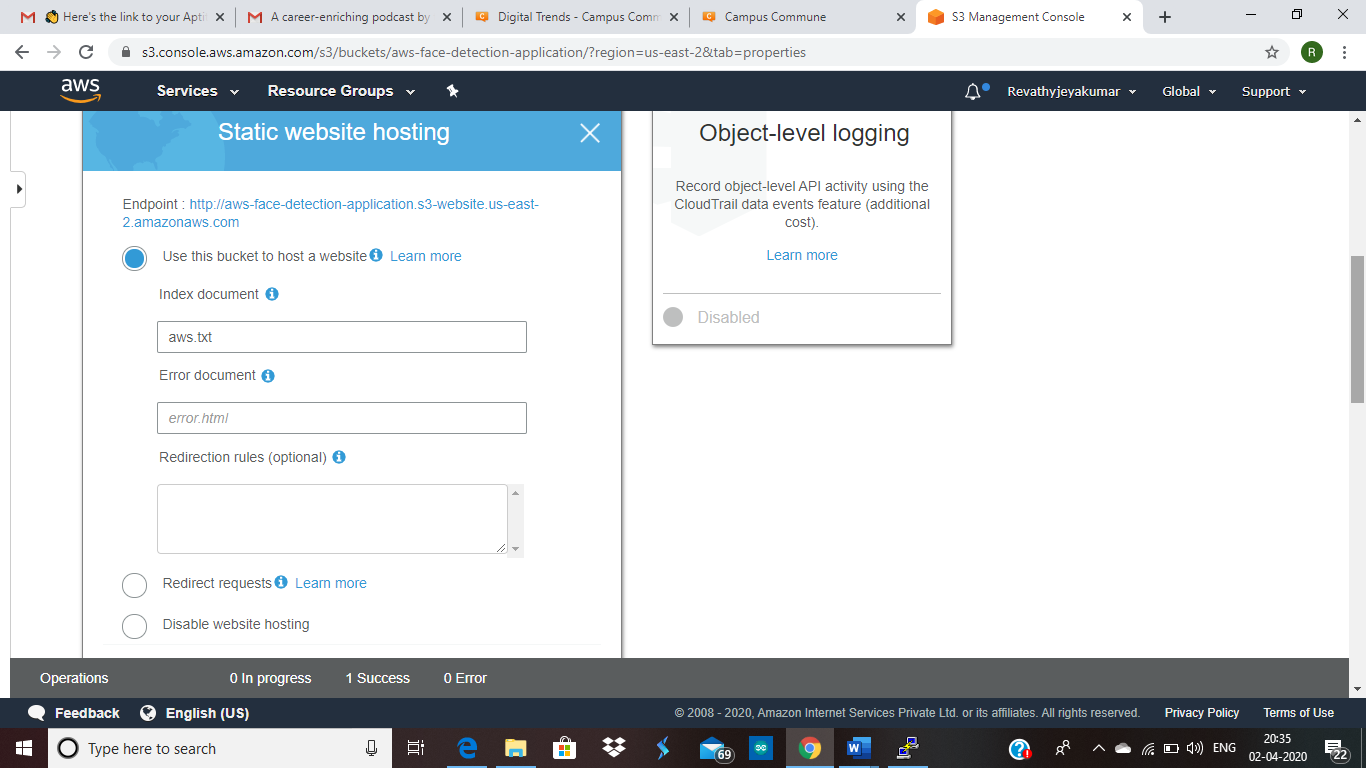 Here's the link to your Apti
A career-enriching podcast by
Digital Trends - Campus Comm
Campus Commune
S3 Management Console
s3.console.aws.amazon.com/s3/buckets/aws-face-detection-application/?region=us-east-2&tab=properties
R
aws
Services
Resource Groups
Revathyjeyakumar
Global
Support
Static website hosting
Endpoint : http://aws-face-detection-application.s3-website.us-east-
2.amazonaws.com
Use this bucket to host a website
Learn more
Index document
aws.txt
Error document
error.html
Redirection rules (optional)
Redirect requests
Learn more
Disable website hosting
Object-level logging
Record object-level API activity using the
CloudTrail data events feature (additional
cost).
Learn more
Disabled
Operations
0 In progress
1 Success
0 Error
Feedback
English (US)
© 2008 - 2020, Amazon Internet Services Private Ltd. or its affiliates. All rights reserved.
Privacy Policy
Terms of Use
Type here to search
69
ENG
20:35
02-04-2020
22